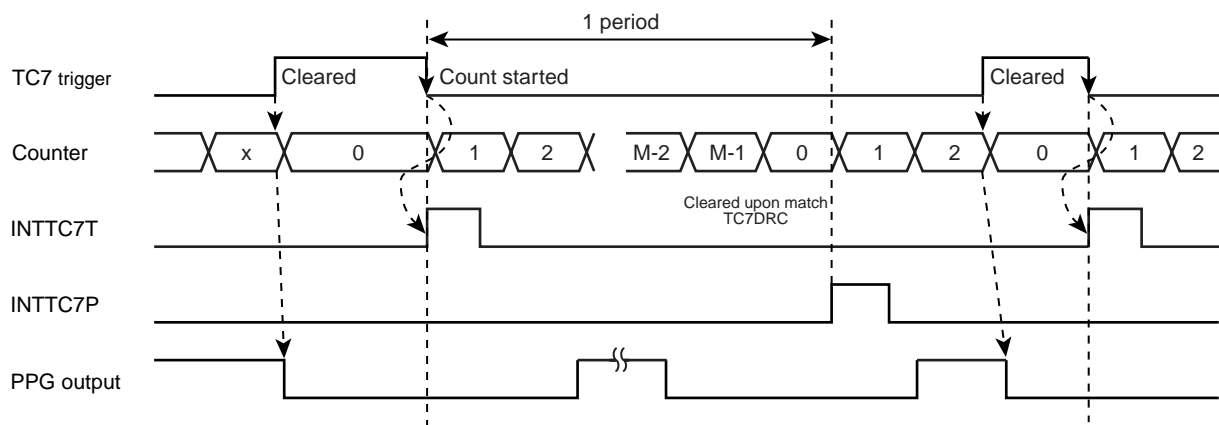 1 period
TC7 trigger
Cleared
Count started
Cleared
Counter
x
0
1
2
M-2
M-1
0
1
2
0
1
2
Cleared upon match
TC7DRC
INTTC7T
INTTC7P
PPG output